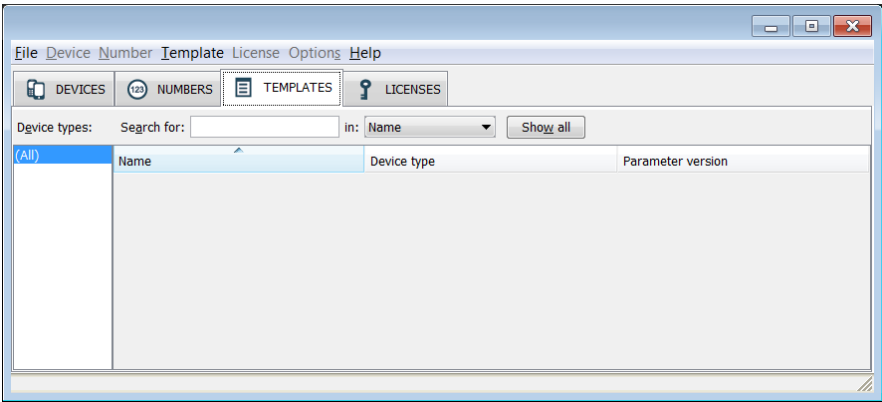 File Device Number Template License Options Help
DEVICES 123 NUMBERS TEMPLATES LICENSES
Device types: Search for: in: Name Show all
(All) Name Device type Parameter version